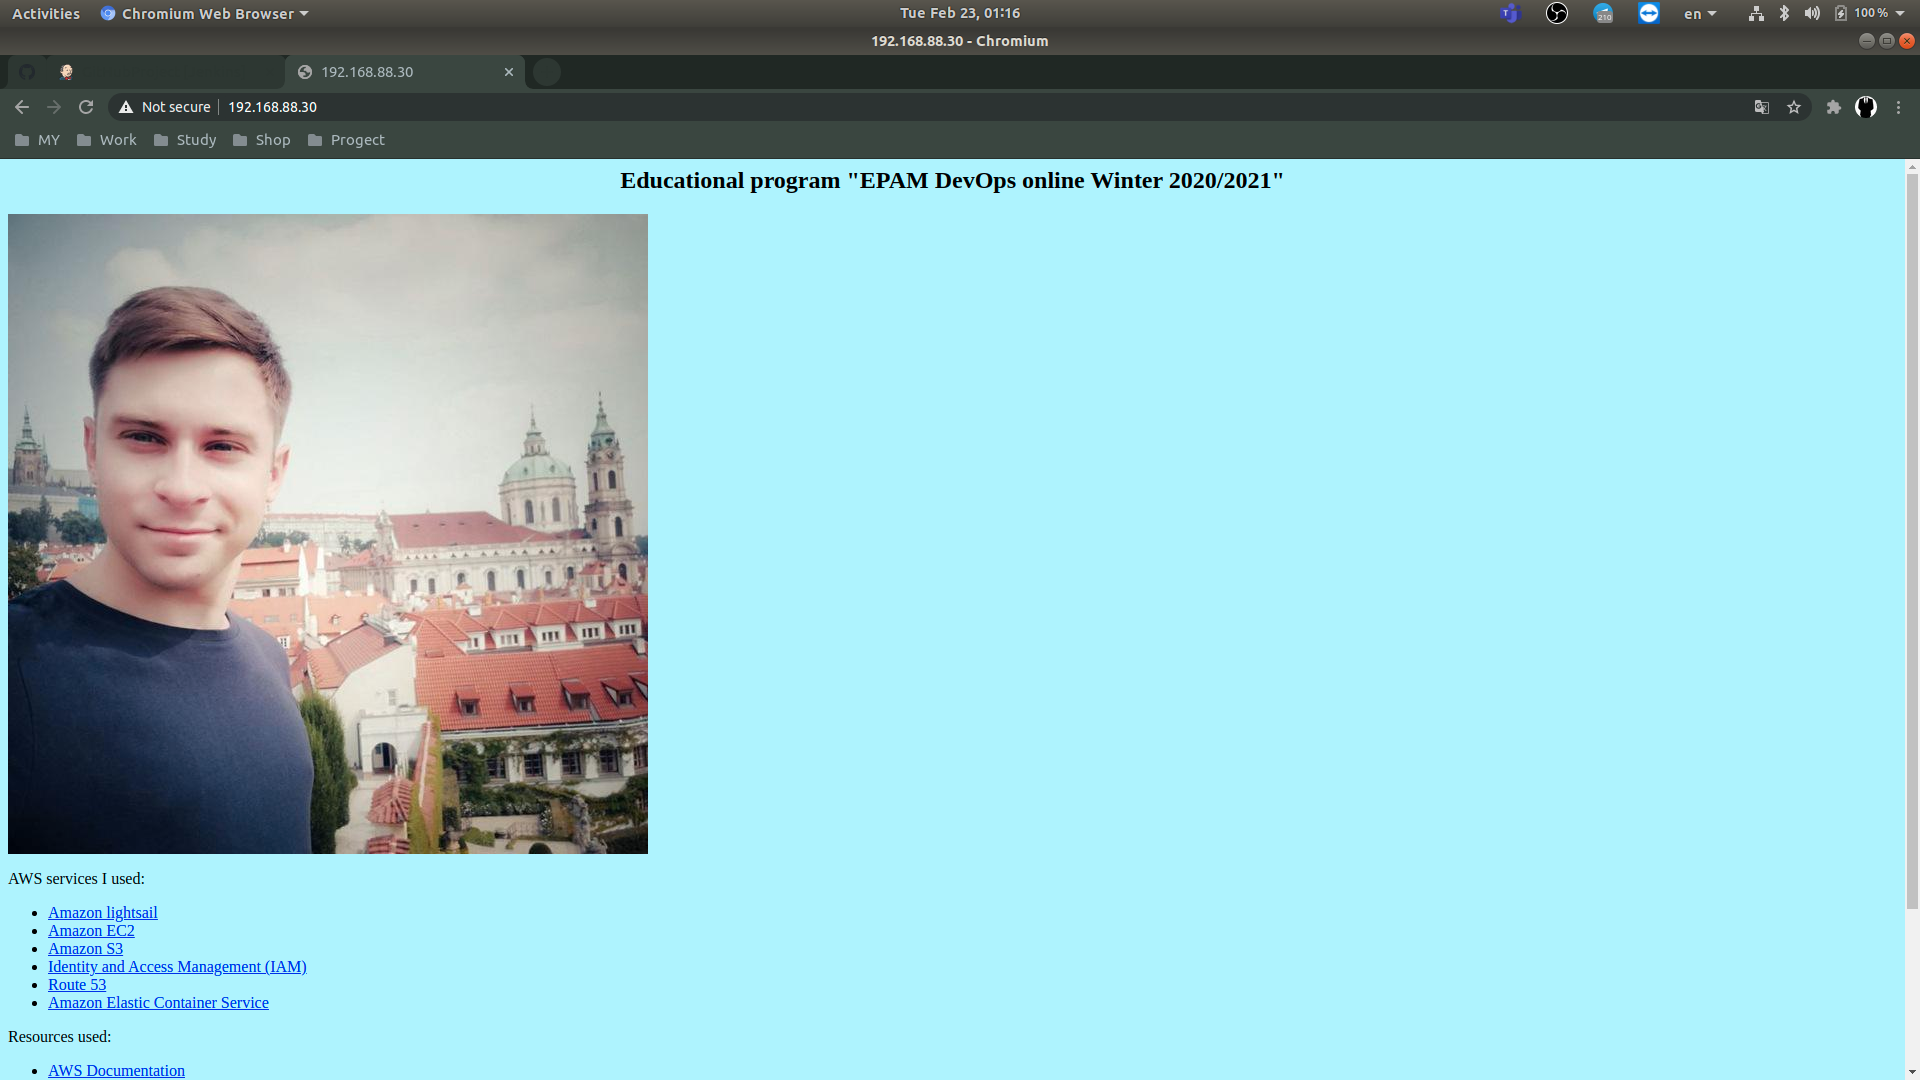 Activities Chromium Web Browser Tue Feb 23, 01:16 210 en 100 %
192.168.88.30 - Chromium
192.168.88.30
Not secure 192.168.88.30
MY Work Study Shop Progect
Educational program "EPAM DevOps online Winter 2020/2021"
AWS services I used:
Amazon lightsail
Amazon EC2
Amazon S3
Identity and Access Management (IAM)
Route 53
Amazon Elastic Container Service
Resources used:
AWS Documentation